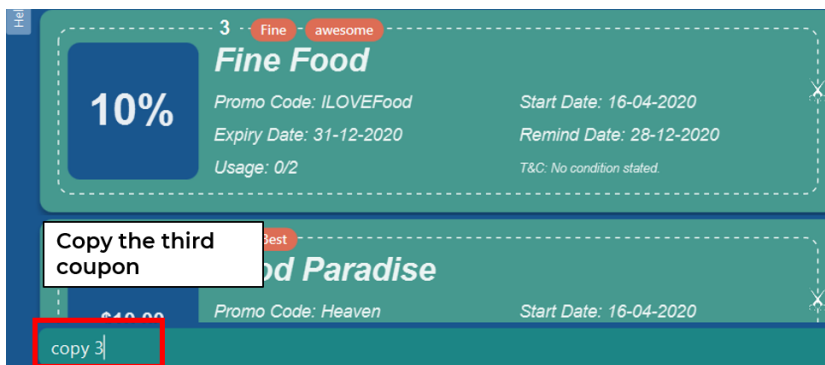 Hel
3 Fine awesome
Fine Food
10%
Promo Code: ILOVEFood Start Date: 16-04-2020
Expiry Date: 31-12-2020 Remind Date: 28-12-2020
Usage: 0/2 T&C: No condition stated.
Copy the third
coupon
Best
Paradise
Promo Code: Heaven Start Date: 16-04-2020
copy 3